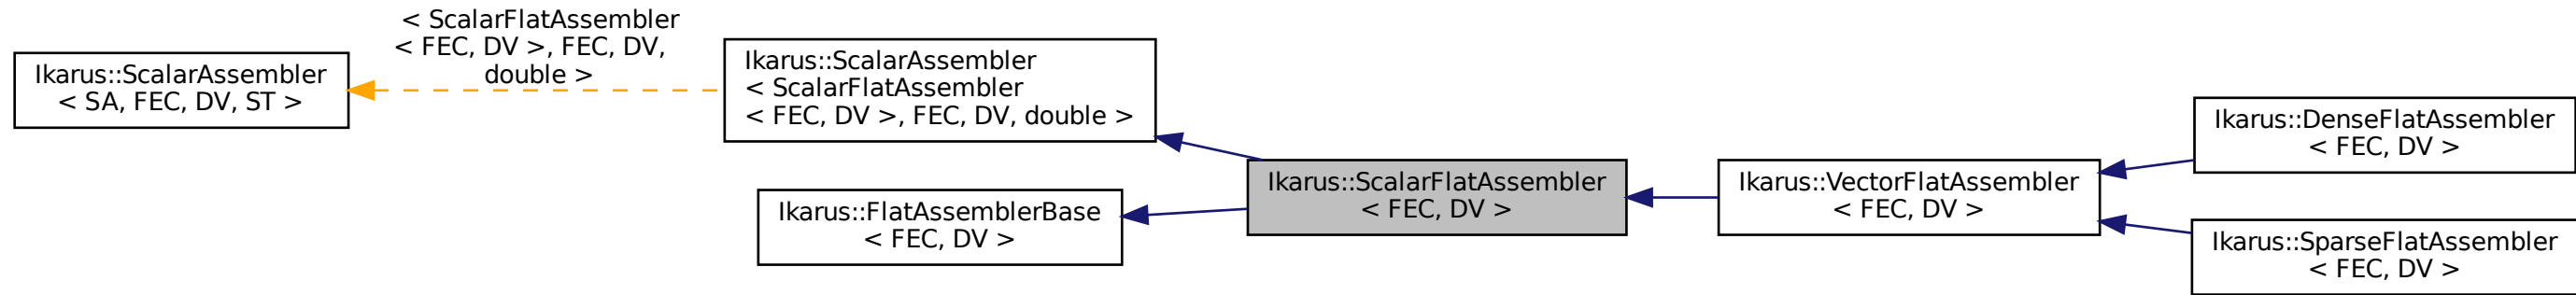 Ikarus::ScalarAssembler
< SA, FEC, DV, ST >
< ScalarFlatAssembler
< FEC, DV >, FEC, DV,
double >
Ikarus::ScalarAssembler
< ScalarFlatAssembler
< FEC, DV >, FEC, DV, double >
Ikarus::FlatAssemblerBase
< FEC, DV >
Ikarus::ScalarFlatAssembler
< FEC, DV >
Ikarus::VectorFlatAssembler
< FEC, DV >
Ikarus::DenseFlatAssembler
< FEC, DV >
Ikarus::SparseFlatAssembler
< FEC, DV >